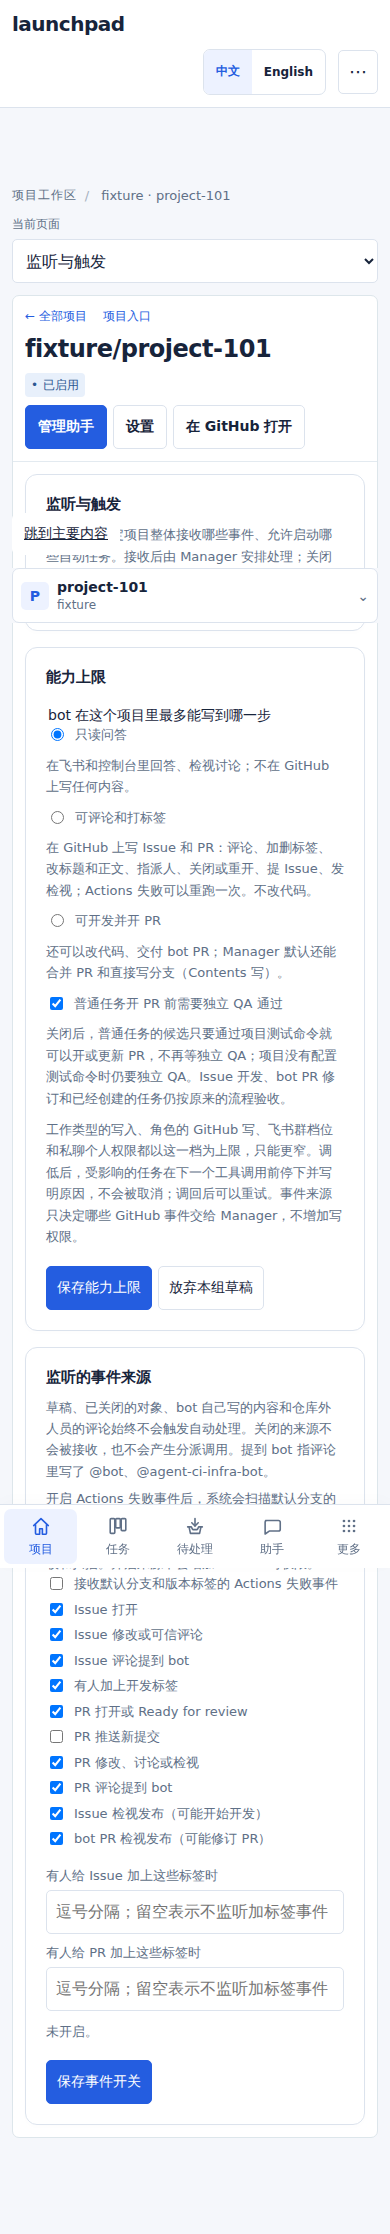 launchpad
中文 English ⋯
项目工作区 / fixture · project-101
当前页面
监听与触发
← 全部项目 项目入口
fixture/project-101
• 已启用
管理助手 设置 在 GitHub 打开
监听与触发
跳到主要内容
项目整体接收哪些事件、允许启动哪
些自动任务。接收后由 Manager 安排处理；关闭
P project-101
fixture
能力上限
bot 在这个项目里最多能写到哪一步
只读问答
在飞书和控制台里回答、检视讨论；不在 GitHub
上写任何内容。
可评论和打标签
在 GitHub 上写 Issue 和 PR：评论、加删标签、
改标题和正文、指派人、关闭或重开、提 Issue、发
检视；Actions 失败可以重跑一次。不改代码。
可开发并开 PR
还可以改代码、交付 bot PR；Manager 默认还能
合并 PR 和直接写分支（Contents 写）。
普通任务开 PR 前需要独立 QA 通过
关闭后，普通任务的候选只要通过项目测试命令就
可以开或更新 PR，不再等独立 QA；项目没有配置
测试命令时仍要独立 QA。Issue 开发、bot PR 修
订和已经创建的任务仍按原来的流程验收。
工作类型的写入、角色的 GitHub 写、飞书群档位
和私聊个人权限都以这一档为上限，只能更窄。调
低后，受影响的任务在下一个工具调用前停下并写
明原因，不会被取消；调回后可以重试。事件来源
只决定哪些 GitHub 事件交给 Manager，不增加写
权限。
保存能力上限 放弃本组草稿
监听的事件来源
草稿、已关闭的对象、bot 自己写的内容和仓库外
人员的评论始终不会触发自动处理。关闭的来源不
会被接收，也不会产生分派调用。提到 bot 指评论
里写了 @bot、@agent-ci-infra-bot。
开启 Actions 失败事件后，系统会扫描默认分支的
项目 任务 待处理 助手 更多
接收默认分支和版本标签的 Actions 失败事件
Issue 打开
Issue 修改或可信评论
Issue 评论提到 bot
有人加上开发标签
PR 打开或 Ready for review
PR 推送新提交
PR 修改、讨论或检视
PR 评论提到 bot
Issue 检视发布（可能开始开发）
bot PR 检视发布（可能修订 PR）
有人给 Issue 加上这些标签时
逗号分隔；留空表示不监听加标签事件
有人给 PR 加上这些标签时
逗号分隔；留空表示不监听加标签事件
未开启。
保存事件开关